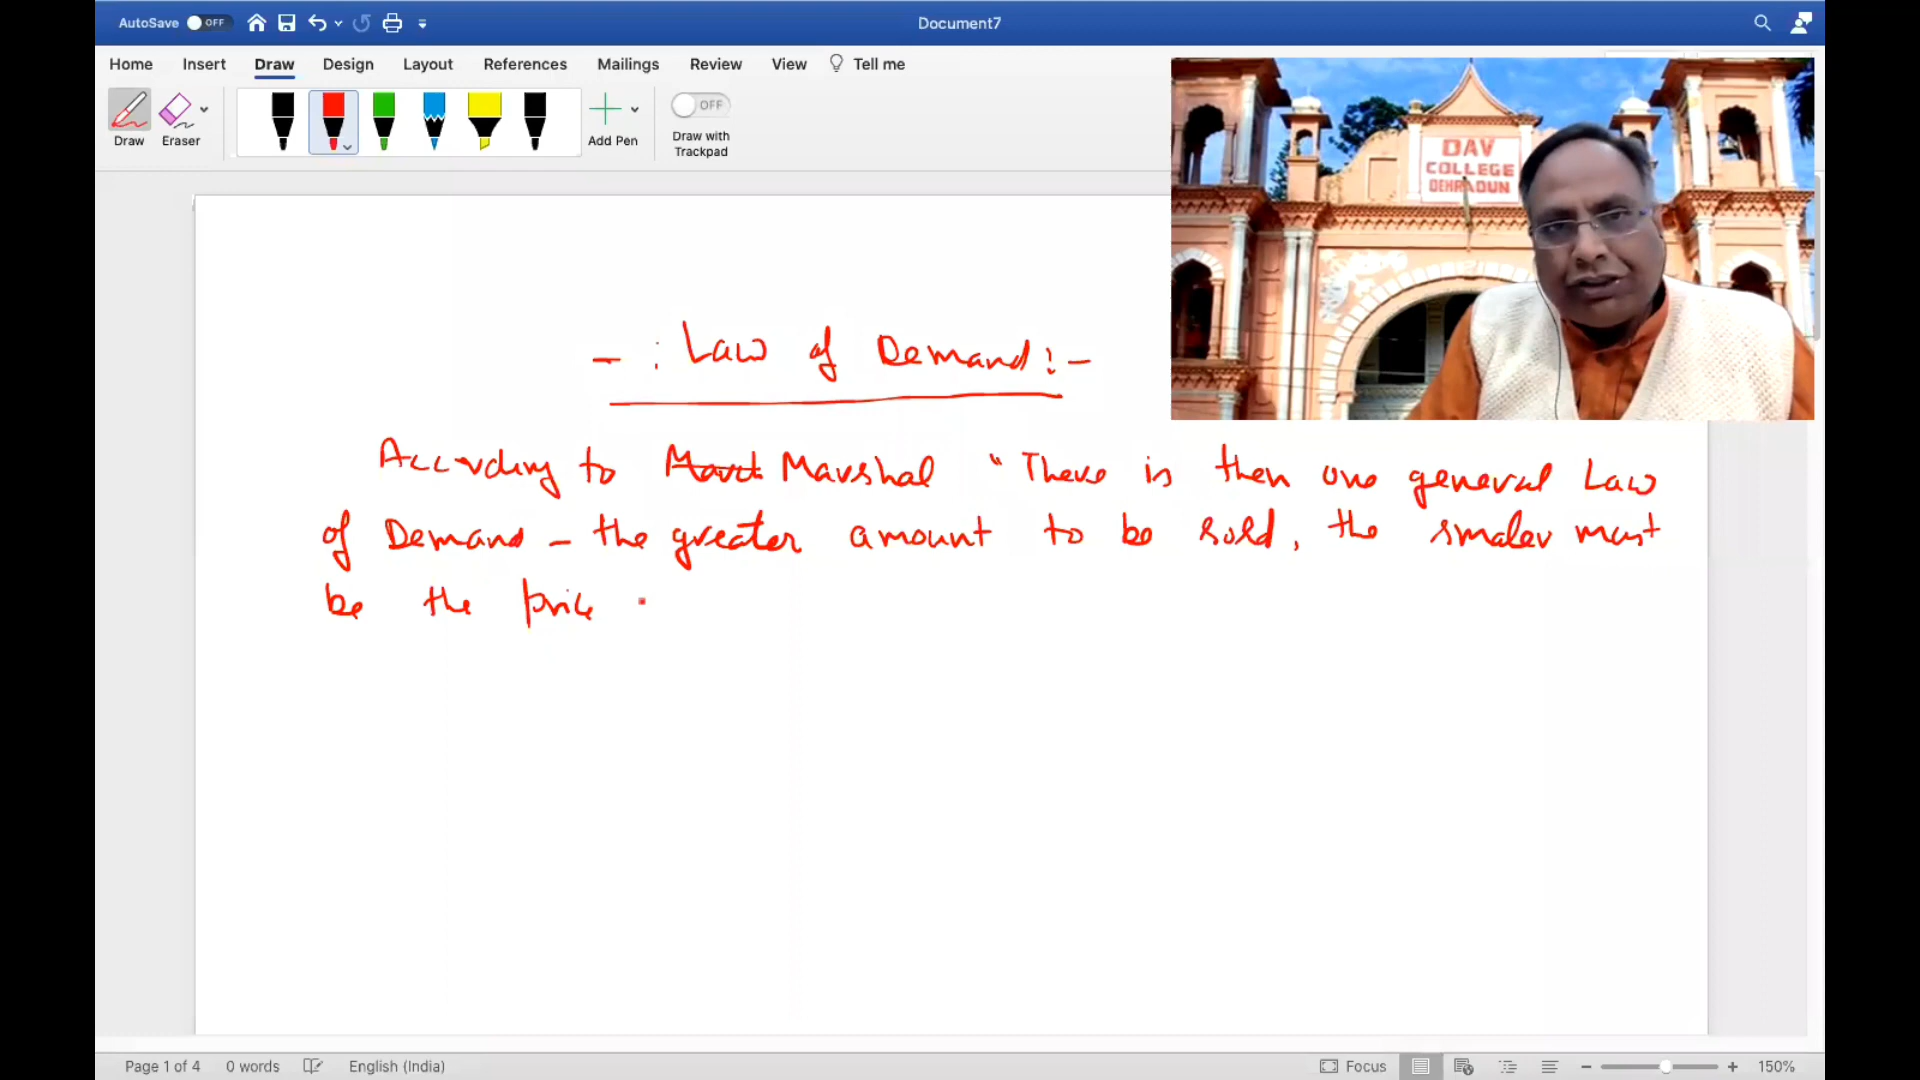 AutoSave OFF
Document7
Home Insert Draw Design Layout References Mailings Review View Tell me
OFF
Draw Eraser Add Pen Draw with Trackpad
DAV
COLLEGE
DEHRADUN
- : Law of Demand : -
According to Marshal "There is then one general Law
of Demand - the greater amount to be sold, the smaler must
be the price
Page 1 of 4 0 words English (India) Focus 150%